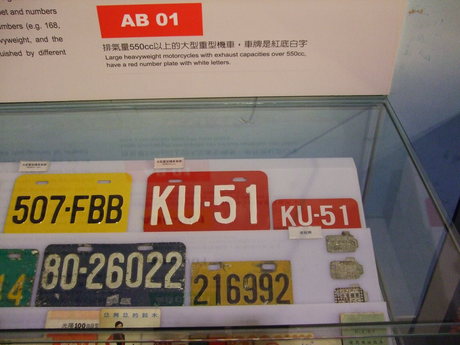 et and numbers
(e.g. 168,
vyweight, and the
uished by different
AB 01
排氣量550cc以上的大型重型機車，車牌是紅底白字
Large heavyweight motorcycles with exhaust capacities over 550cc,
have a red number plate with white letters.
507-FBB
KU-51
KU-51
14
80-26022
216992